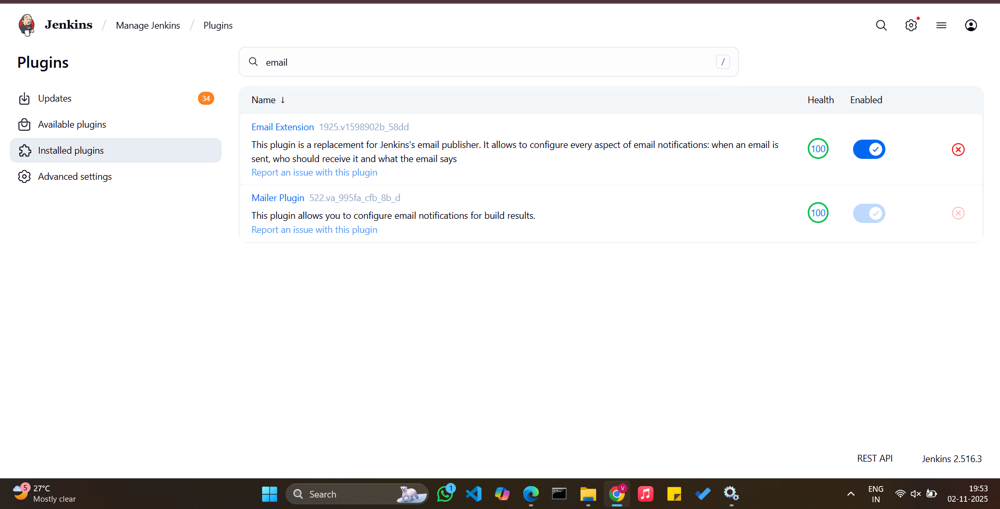 Jenkins / Manage Jenkins / Plugins
Plugins
email
/
Updates
34
Available plugins
Installed plugins
Advanced settings
Name ↓ Health Enabled
Email Extension 1925.v1598902b_58dd
This plugin is a replacement for Jenkins's email publisher. It allows to configure every aspect of email notifications: when an email is
sent, who should receive it and what the email says
Report an issue with this plugin
100
Mailer Plugin 522.va_995fa_cfb_8b_d
This plugin allows you to configure email notifications for build results.
Report an issue with this plugin
100
REST API Jenkins 2.516.3
5
27°C
Mostly clear
Search
1
V
ENG
IN
19:53
02-11-2025